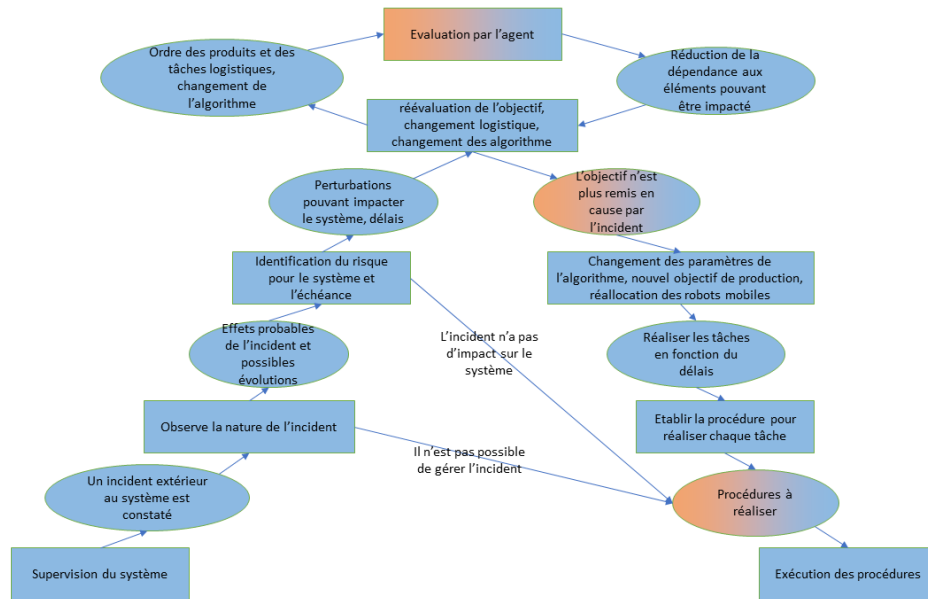 Evaluation par l'agent
Ordre des produits et des
tâches logistiques,
changement de
l'algorithme
Réduction de la
dépendance aux
éléments pouvant
être impacté
réévaluation de l'objectif,
changement logistique,
changement des algorithme
Perturbations
pouvant impacter
le système, délais
L'objectif n'est
plus remis en
cause par
l'incident
Identification du risque
pour le système et
l'échéance
Changement des paramètres de
l'algorithme, nouvel objectif de production,
réallocation des robots mobiles
Effets probables
de l'incident et
possibles
évolutions
L'incident n'a pas
d'impact sur le
système
Réaliser les tâches
en fonction du
délais
Observe la nature de l'incident
Etablir la procédure pour
réaliser chaque tâche
Il n'est pas possible
de gérer l'incident
Un incident extérieur
au système est
constaté
Procédures à
réaliser
Supervision du système
Exécution des procédures